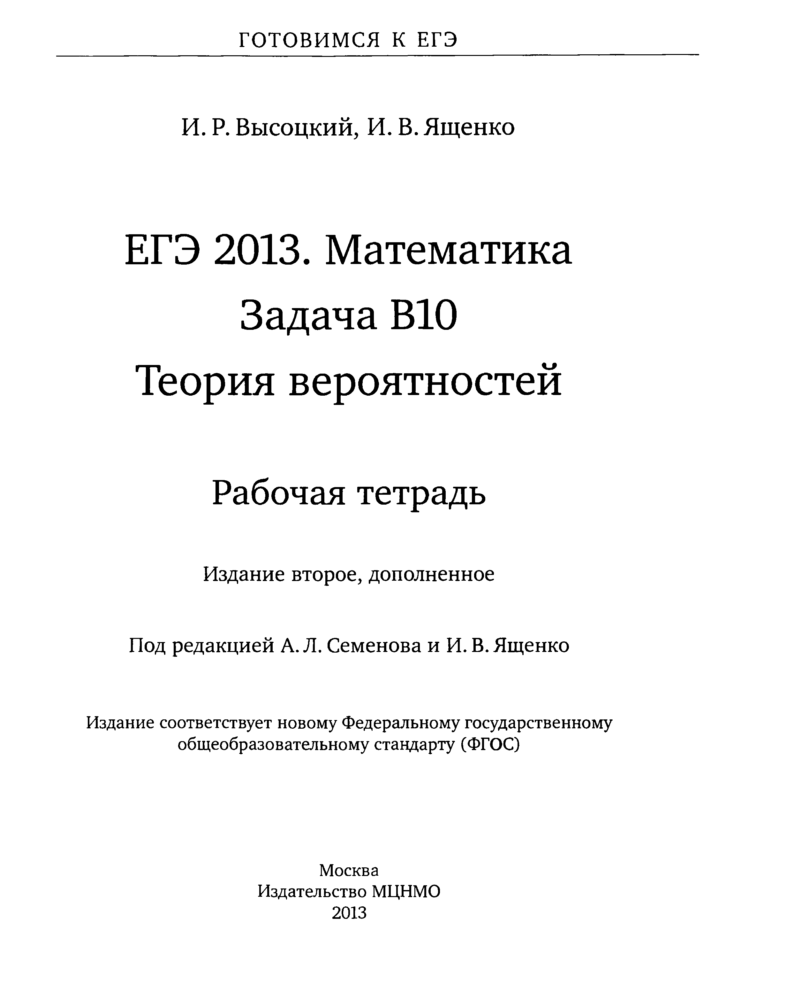 ГОТОВИМСЯ К ЕГЭ
И. Р. Высоцкий, И. В. Ященко
ЕГЭ 2013. Математика
Задача В10
Теория вероятностей
Рабочая тетрадь
Издание второе, дополненное
Под редакцией А. Л. Семенова и И. В. Ященко
Издание соответствует новому Федеральному государственному
общеобразовательному стандарту (ФГОС)
Москва
Издательство МЦНМО
2013